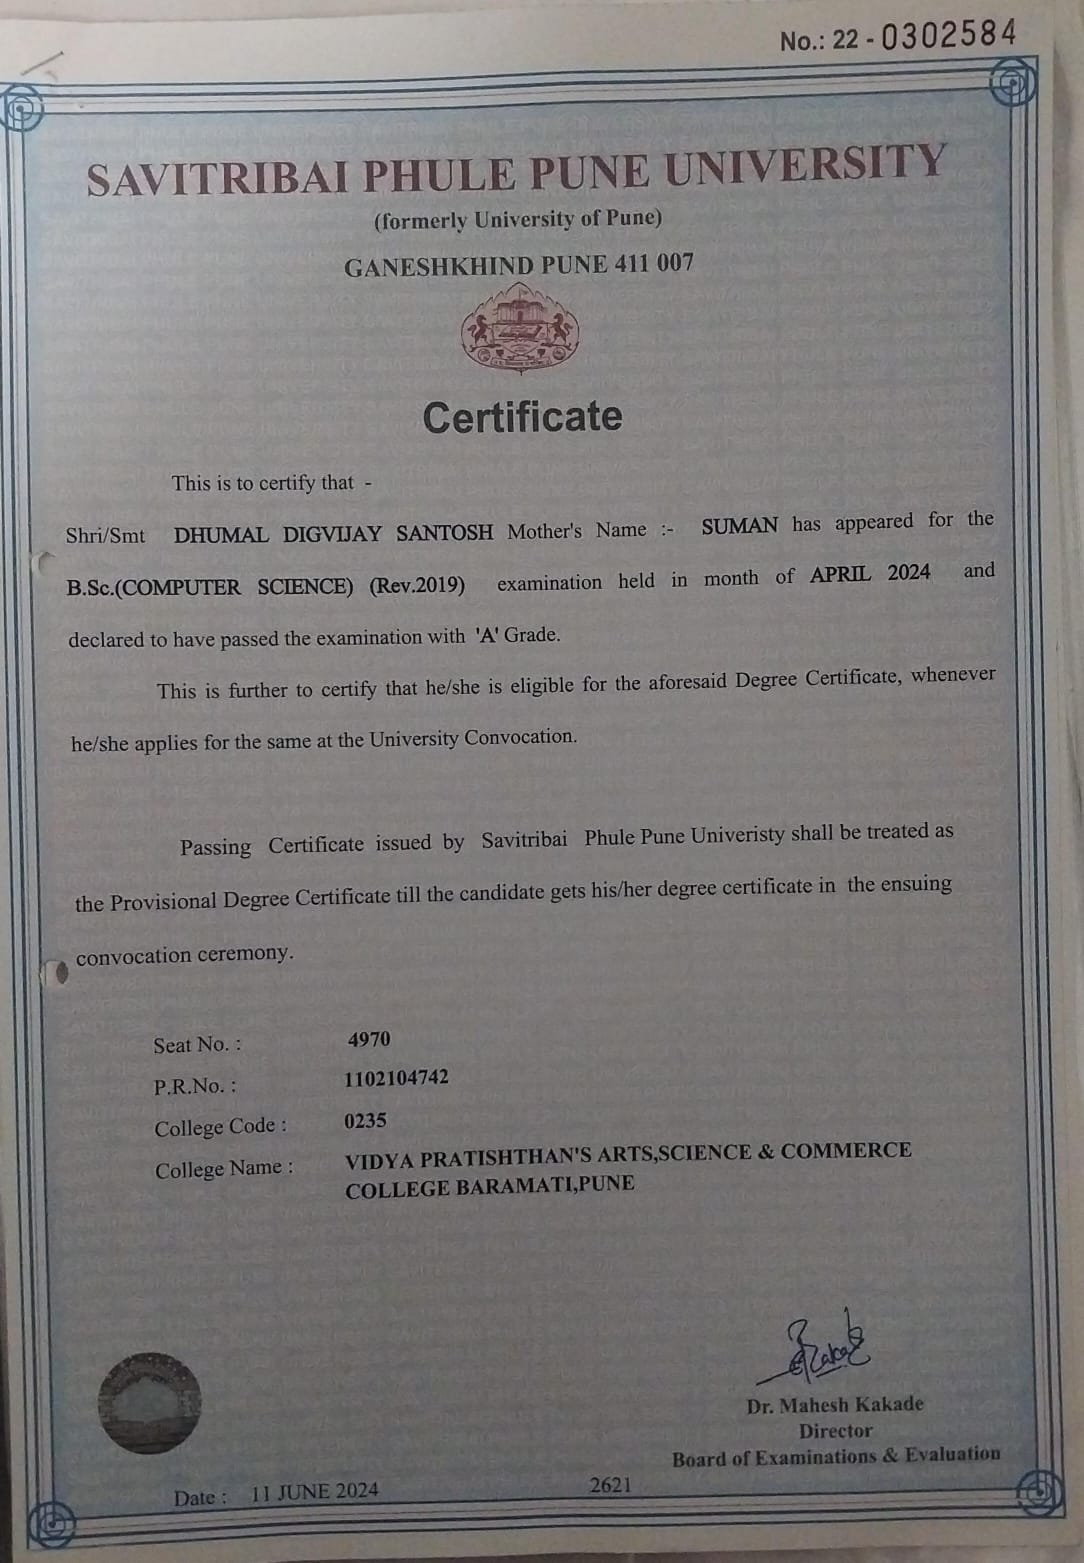 No.: 22 - 0302584
SAVITRIBAI PHULE PUNE UNIVERSITY
(formerly University of Pune)
GANESHKHIND PUNE 411 007
Certificate
This is to certify that -
Shri/Smt DHUMAL DIGVIJAY SANTOSH Mother's Name :- SUMAN has appeared for the
B.Sc.(COMPUTER SCIENCE) (Rev.2019) examination held in month of APRIL 2024 and
declared to have passed the examination with 'A' Grade.
This is further to certify that he/she is eligible for the aforesaid Degree Certificate, whenever
he/she applies for the same at the University Convocation.
Passing Certificate issued by Savitribai Phule Pune Univeristy shall be treated as
the Provisional Degree Certificate till the candidate gets his/her degree certificate in the ensuing
convocation ceremony.
Seat No. : 4970
P.R.No. : 1102104742
College Code : 0235
College Name : VIDYA PRATISHTHAN'S ARTS,SCIENCE & COMMERCE
COLLEGE BARAMATI,PUNE
Dr. Mahesh Kakade
Director
Board of Examinations & Evaluation
Date : 11 JUNE 2024 2621